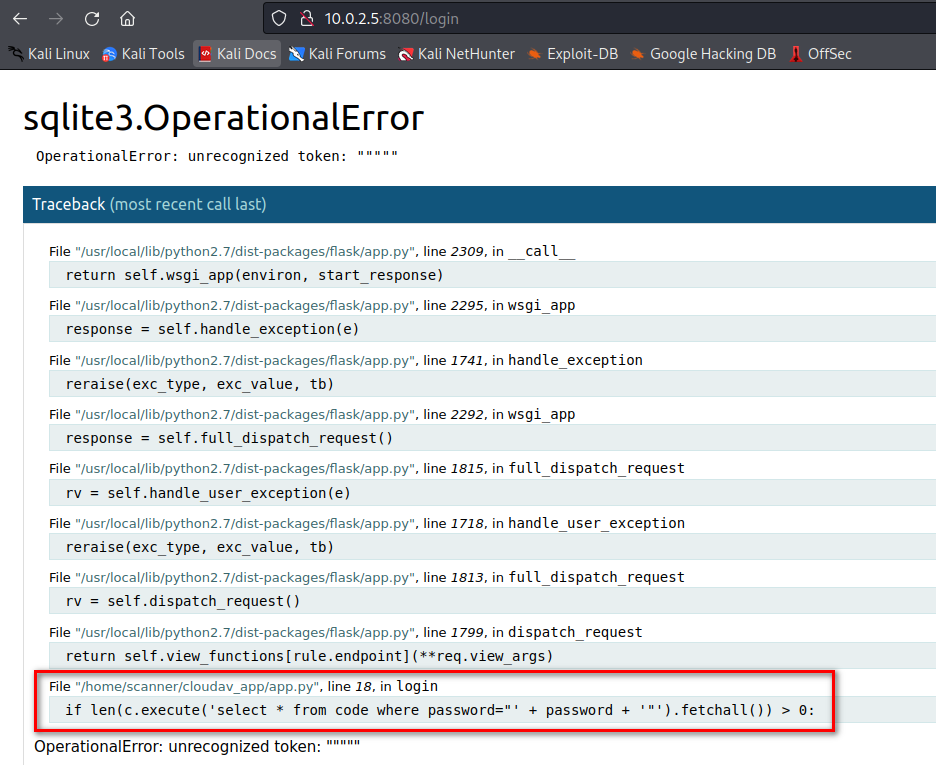 10.0.2.5:8080/login
Kali Linux Kali Tools Kali Docs Kali Forums Kali NetHunter Exploit-DB Google Hacking DB OffSec
sqlite3.OperationalError
OperationalError: unrecognized token: """""
Traceback (most recent call last)
File "/usr/local/lib/python2.7/dist-packages/flask/app.py", line 2309, in __call__
return self.wsgi_app(environ, start_response)
File "/usr/local/lib/python2.7/dist-packages/flask/app.py", line 2295, in wsgi_app
response = self.handle_exception(e)
File "/usr/local/lib/python2.7/dist-packages/flask/app.py", line 1741, in handle_exception
reraise(exc_type, exc_value, tb)
File "/usr/local/lib/python2.7/dist-packages/flask/app.py", line 2292, in wsgi_app
response = self.full_dispatch_request()
File "/usr/local/lib/python2.7/dist-packages/flask/app.py", line 1815, in full_dispatch_request
rv = self.handle_user_exception(e)
File "/usr/local/lib/python2.7/dist-packages/flask/app.py", line 1718, in handle_user_exception
reraise(exc_type, exc_value, tb)
File "/usr/local/lib/python2.7/dist-packages/flask/app.py", line 1813, in full_dispatch_request
rv = self.dispatch_request()
File "/usr/local/lib/python2.7/dist-packages/flask/app.py", line 1799, in dispatch_request
return self.view_functions[rule.endpoint](**req.view_args)
File "/home/scanner/cloudav_app/app.py", line 18, in login
if len(c.execute('select * from code where password="' + password + '"').fetchall()) > 0:
OperationalError: unrecognized token: """""